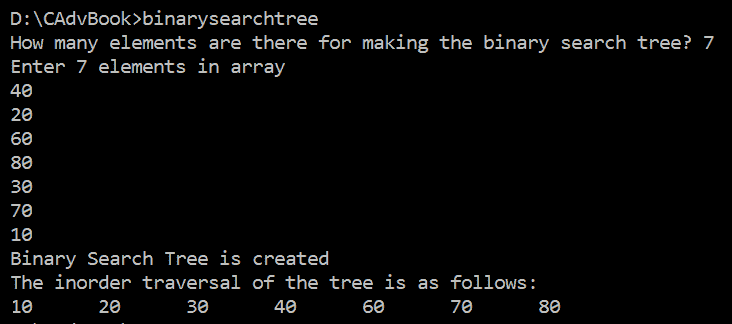 D:\CAdvBook>binarysearchtree
How many elements are there for making the binary search tree? 7
Enter 7 elements in array
40
20
60
80
30
70
10
Binary Search Tree is created
The inorder traversal of the tree is as follows:
10 20 30 40 60 70 80